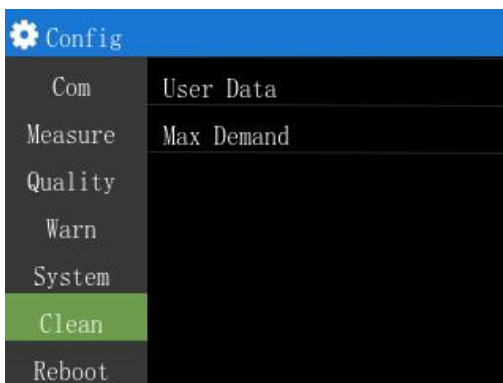 Config
Com
User Data
Measure
Max Demand
Quality
Warn
System
Clean
Reboot